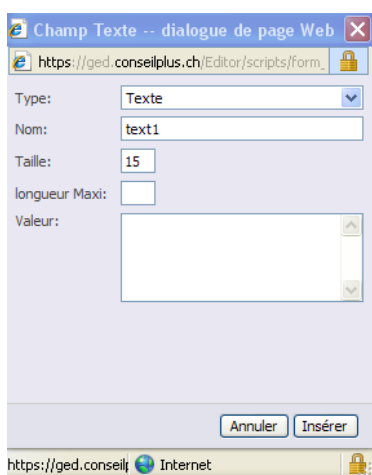 Champ Texte -- dialogue de page Web
https://ged.conseilplus.ch/Editor/scripts/form_
Type: Texte
Nom: text1
Taille: 15
longueur Maxi:
Valeur:
Annuler Insérer
https://ged.conseil Internet